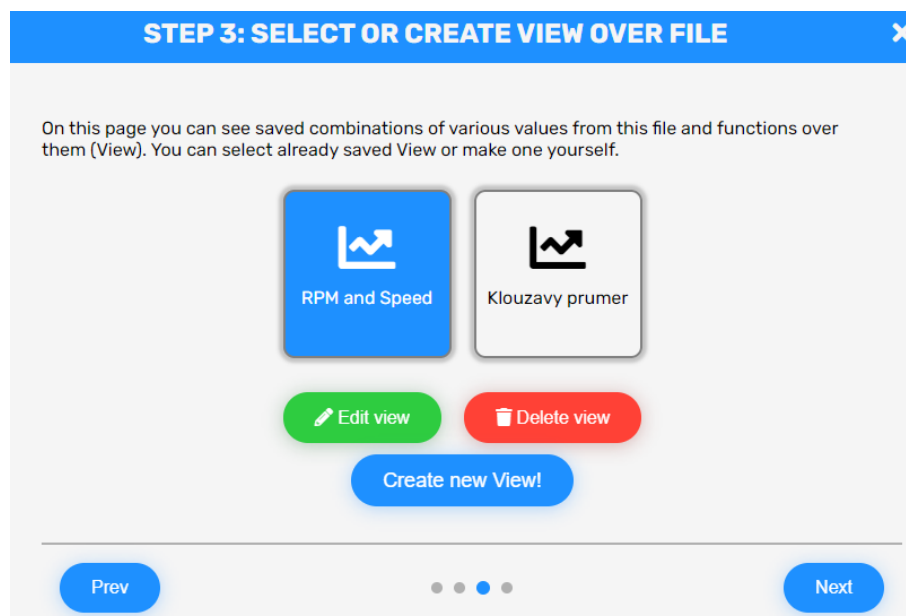 STEP 3: SELECT OR CREATE VIEW OVER FILE
On this page you can see saved combinations of various values from this file and functions over
them (View). You can select already saved View or make one yourself.
RPM and Speed
Klouzavy prumer
Edit view
Delete view
Create new View!
Prev
Next